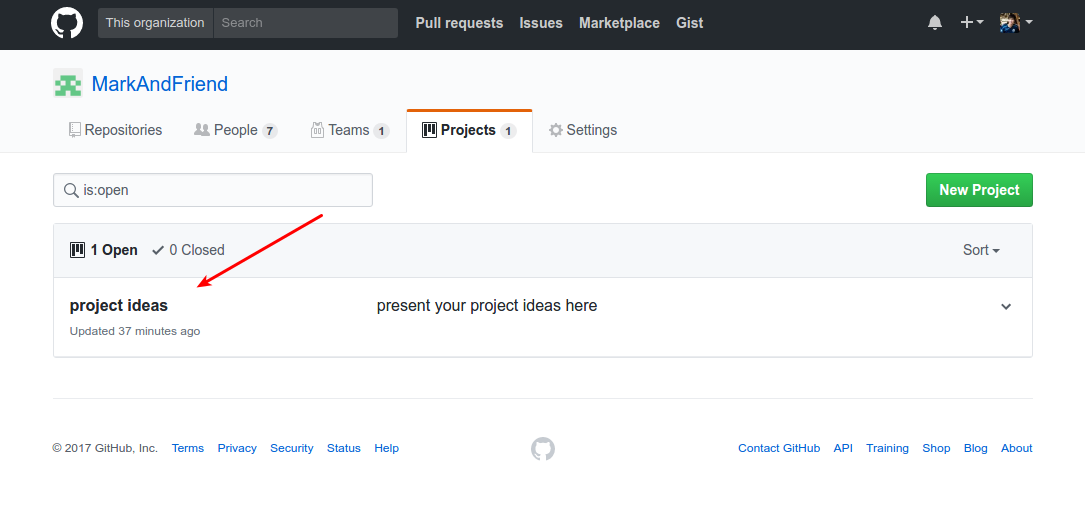 This organization Search Pull requests Issues Marketplace Gist
MarkAndFriend
Repositories People 7 Teams 1 Projects 1 Settings
is:open New Project
1 Open 0 Closed Sort
project ideas present your project ideas here
Updated 37 minutes ago
© 2017 GitHub, Inc. Terms Privacy Security Status Help Contact GitHub API Training Shop Blog About